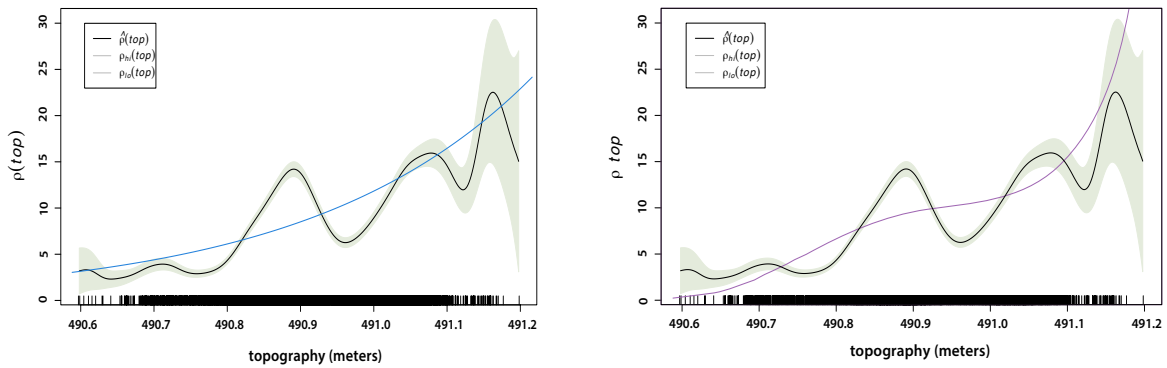 30
25
20
15
10
5
0
ρ(top)
ρ̂(top)
ρhi(top)
ρlo(top)
490.6 490.7 490.8 490.9 491.0 491.1 491.2
topography (meters)
30
25
20
15
10
5
0
ρ top
ρ̂(top)
ρhi(top)
ρlo(top)
490.6 490.7 490.8 490.9 491.0 491.1 491.2
topography (meters)